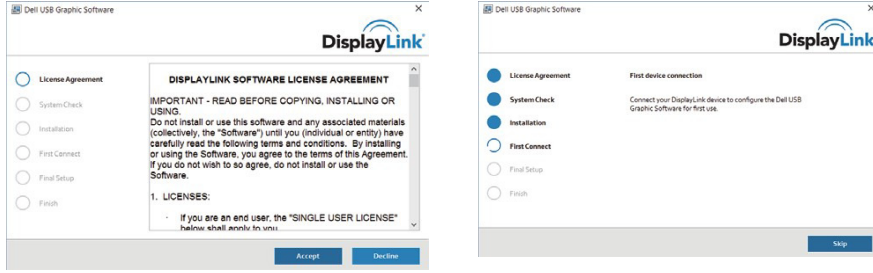 Dell USB Graphic Software
DisplayLink
License Agreement
System Check
Installation
First Connect
Final Setup
Finish
DISPLAYLINK SOFTWARE LICENSE AGREEMENT
IMPORTANT - READ BEFORE COPYING, INSTALLING OR
USING.
Do not install or use this software and any associated materials
(collectively, the "Software") until you (individual or entity) have
carefully read the following terms and conditions. By installing
or using the Software, you agree to the terms of this Agreement.
If you do not wish to so agree, do not install or use the
Software.
1. LICENSES:
· If you are an end user, the "SINGLE USER LICENSE"
below shall apply to you
Accept
Decline
Dell USB Graphic Software
DisplayLink
License Agreement
System Check
Installation
First Connect
Final Setup
Finish
First device connection
Connect your DisplayLink device to configure the Dell USB
Graphic Software for first use.
Skip